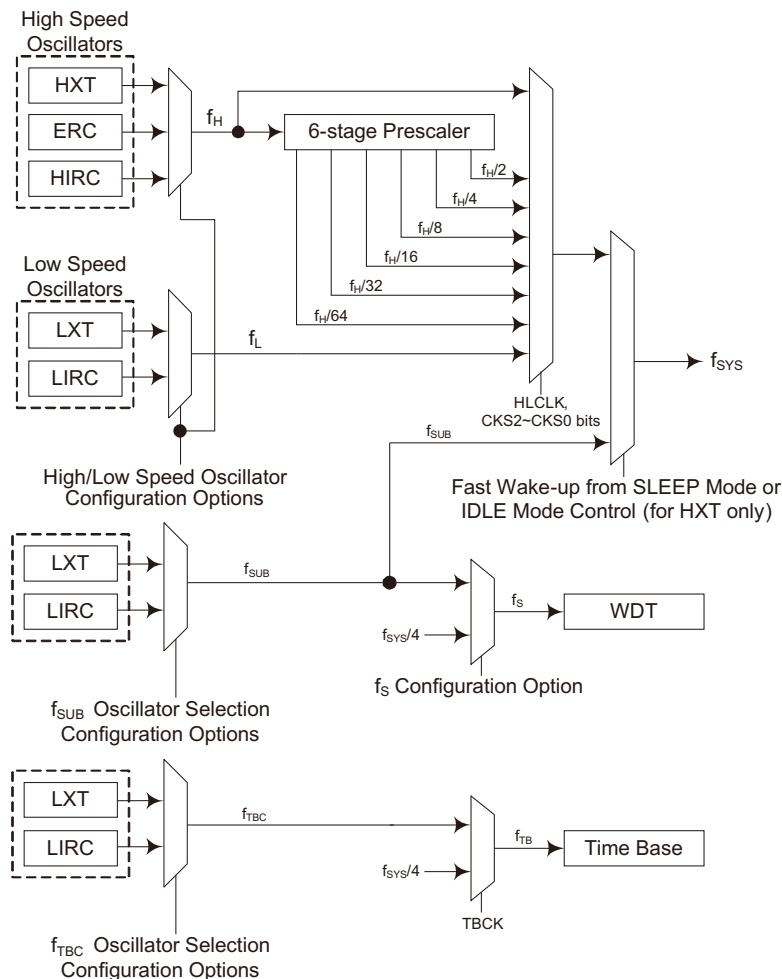 High Speed
Oscillators
HXT
ERC
HIRC
fH
6-stage Prescaler
fH/2
fH/4
fH/8
fH/16
fH/32
fH/64
Low Speed
Oscillators
LXT
LIRC
fL
HLCLK,
CKS2~CKS0 bits
fSYS
fSUB
High/Low Speed Oscillator
Configuration Options
Fast Wake-up from SLEEP Mode or
IDLE Mode Control (for HXT only)
LXT
LIRC
fSUB
fSYS/4
fS
WDT
fS Configuration Option
fSUB Oscillator Selection
Configuration Options
LXT
LIRC
fTBC
fSYS/4
fTB
Time Base
TBCK
fTBC Oscillator Selection
Configuration Options